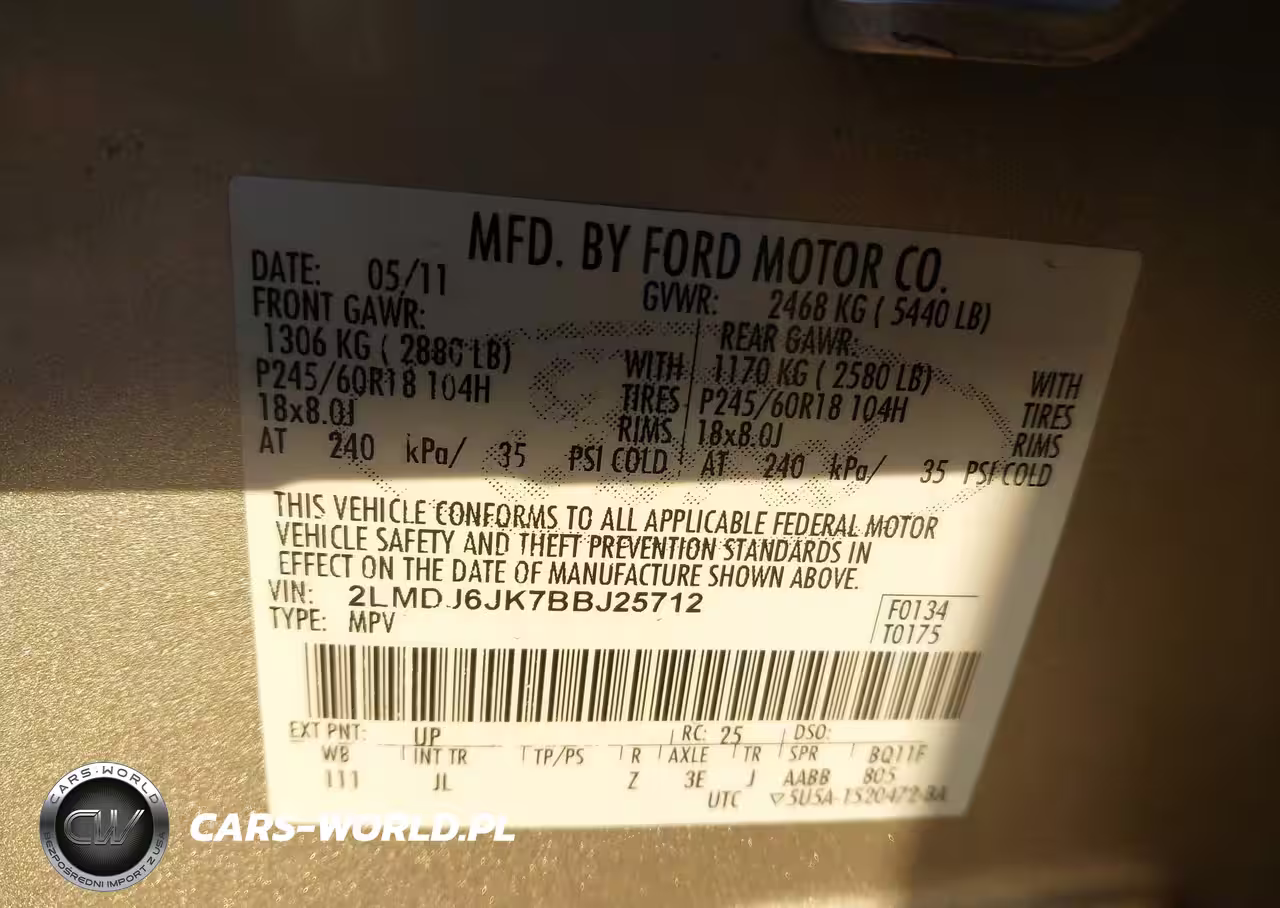 MFD. BY FORD MOTOR CO.
DATE: 05/11
GVWR: 2468 KG ( 5440 LB)
FRONT GAWR:
REAR GAWR:
1306 KG ( 2880 LB) WITH
1170 KG ( 2580 LB) WITH
P245/60R18 104H TIRES
P245/60R18 104H TIRES
18x8.0J RIMS
18x8.0J RIMS
AT 240 kPa/ 35 PSI COLD
AT 240 kPa/ 35 PSI COLD
THIS VEHICLE CONFORMS TO ALL APPLICABLE FEDERAL MOTOR
VEHICLE SAFETY AND THEFT PREVENTION STANDARDS IN
EFFECT ON THE DATE OF MANUFACTURE SHOWN ABOVE.
VIN: 2LMDJ6JK7BBJ25712
TYPE: MPV
F0134
T0175
EXT PNT: UP RC: 25 DSO:
WB INT TR TP/PS R AXLE TR SPR BQ11F
111 JL Z 3E J AABB 805
UTC ▽5U5A-1520472-BA
CARS-WORLD
CW
BEZPOŚREDNI IMPORT Z USA
CARS-WORLD.PL